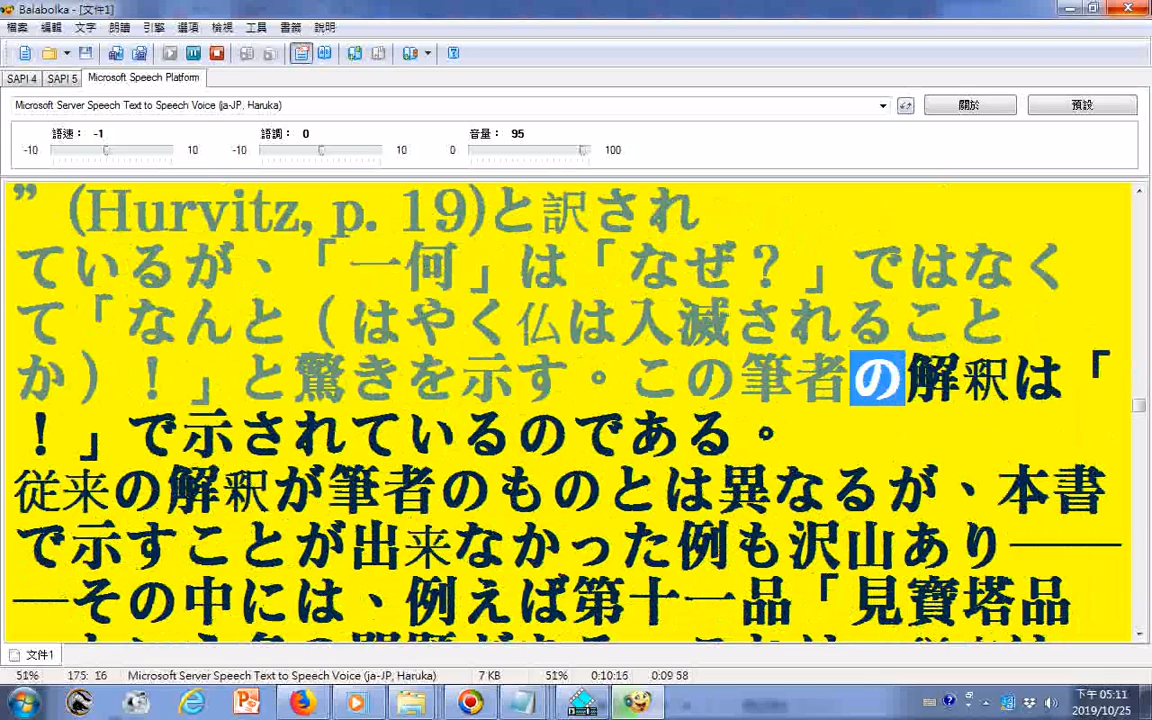 Balabolka - [文件1]
檔案 編輯 文字 朗讀 引擎 選項 檢視 工具 書籤 說明
SAPI 4 SAPI 5 Microsoft Speech Platform
Microsoft Server Speech Text to Speech Voice (ja-JP, Haruka) 關於 預設
語速： -1 語調： 0 音量： 95
-10 10 -10 10 0 100
” (Hurvitz, p. 19)と訳され
ているが、「一何」は「なぜ？」ではなく
て「なんと（はやく仏は入滅されること
か）！」と驚きを示す。この筆者の解釈は「
！」で示されているのである。
従来の解釈が筆者のものとは異なるが、本書
で示すことが出来なかった例も沢山あり——
—その中には、例えば第十一品「見寶塔品
文件1
51% 175: 16 Microsoft Server Speech Text to Speech Voice (ja-JP, Haruka) 7 KB 51% 0:10:16 0:09 58
下午 05:11
2019/10/25